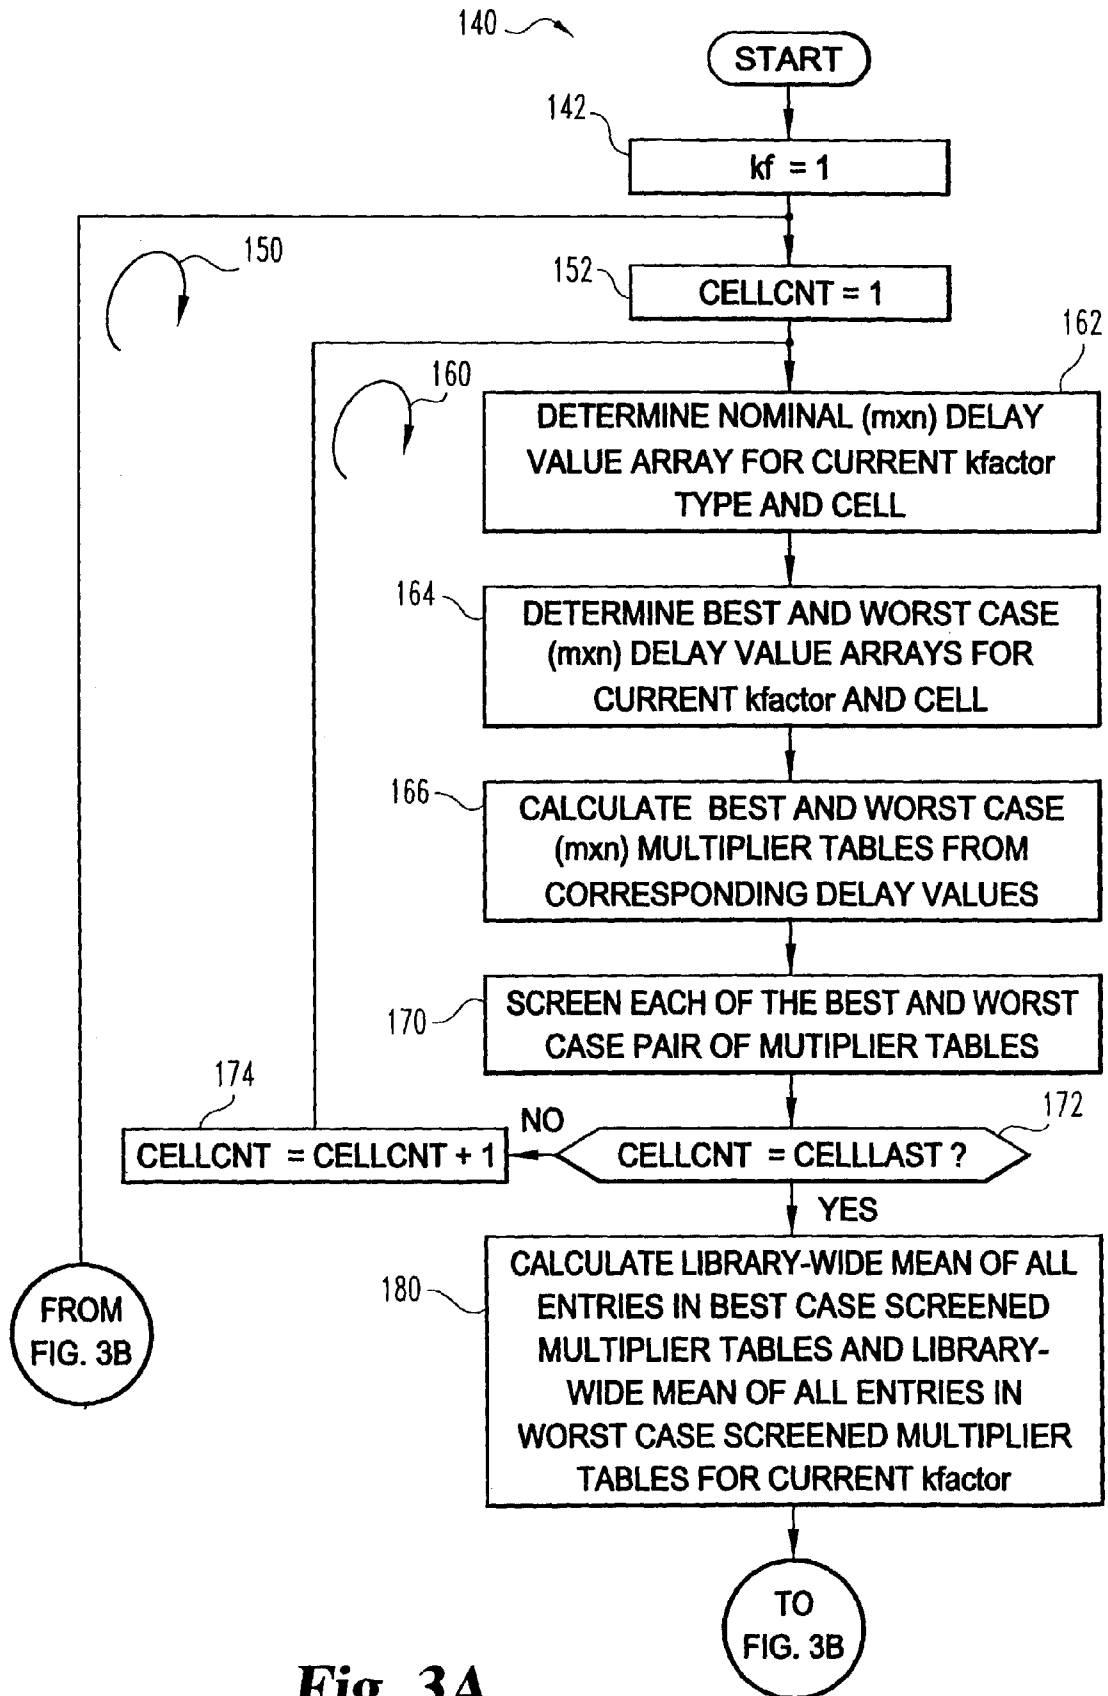 140
START
142
kf = 1
150
152
CELLCNT = 1
162
160
DETERMINE NOMINAL (mxn) DELAY
VALUE ARRAY FOR CURRENT kfactor
TYPE AND CELL
164
DETERMINE BEST AND WORST CASE
(mxn) DELAY VALUE ARRAYS FOR
CURRENT kfactor AND CELL
166
CALCULATE BEST AND WORST CASE
(mxn) MULTIPLIER TABLES FROM
CORRESPONDING DELAY VALUES
170
SCREEN EACH OF THE BEST AND WORST
CASE PAIR OF MUTIPLIER TABLES
174
CELLCNT = CELLCNT + 1
NO
172
CELLCNT = CELLLAST ?
YES
180
CALCULATE LIBRARY-WIDE MEAN OF ALL
ENTRIES IN BEST CASE SCREENED
MULTIPLIER TABLES AND LIBRARY-
WIDE MEAN OF ALL ENTRIES IN
WORST CASE SCREENED MULTIPLIER
TABLES FOR CURRENT kfactor
FROM
FIG. 3B
TO
FIG. 3B
Fig. 3A